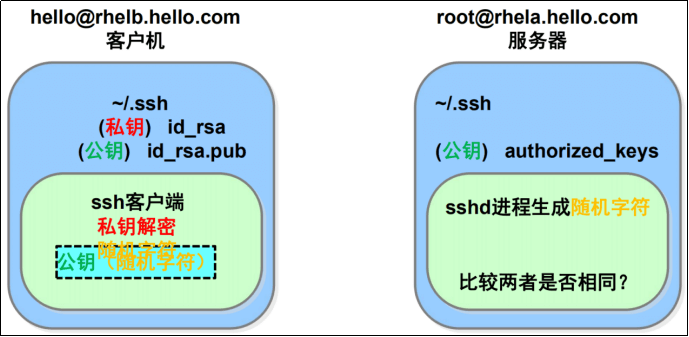 hello@rhelb.hello.com
客户机
~/.ssh
(私钥) id_rsa
(公钥) id_rsa.pub
ssh客户端
私钥解密
随机字符
公钥（随机字符）
root@rhela.hello.com
服务器
~/.ssh
(公钥) authorized_keys
sshd进程生成随机字符
比较两者是否相同？